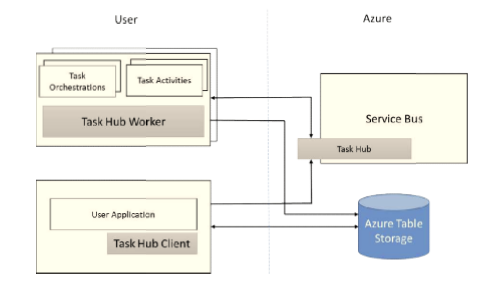 User
Azure
Task
Orchestrations
Task Activities
Task Hub Worker
Service Bus
Task Hub
User Application
Task Hub Client
Azure Table
Storage